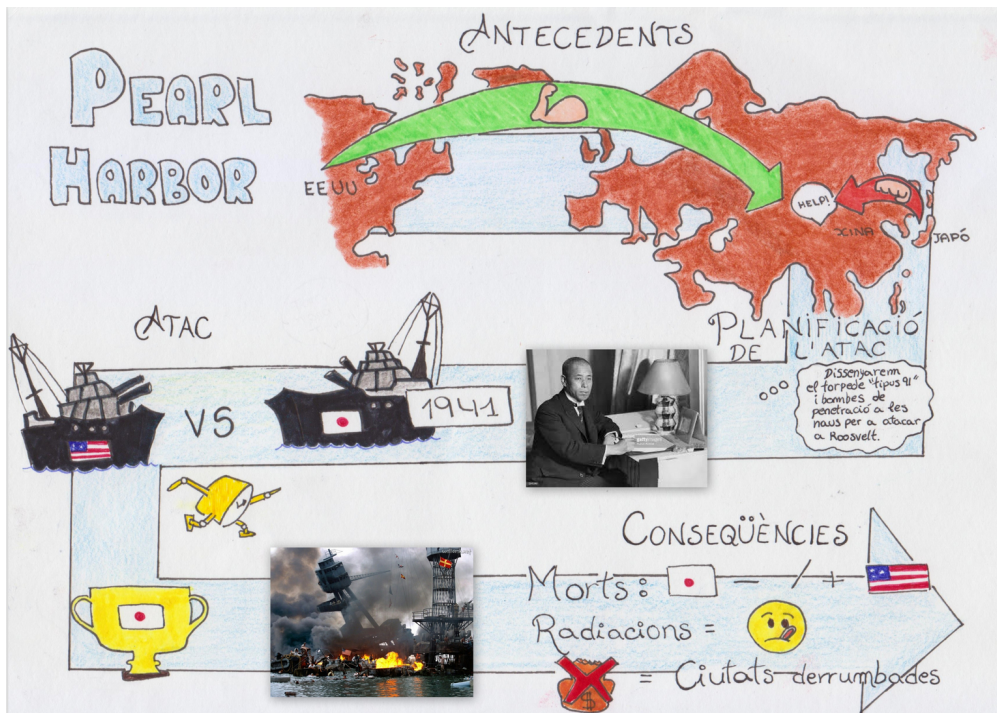 PEARL
HARBOR
ANTECEDENTS
EEUU
HELP!
XINA
JAPÓ
ATAC
VS
1941
PLANIFICACIÓ
DE L'ATAC
Dissenyarem
el torpede "tipus 91"
i bombes de
penetració a les
naus per a atacar
a Roosvelt.
gettyimages
CONSEQÜÈNCIES
Morts: - / +
Radiacions =
$ = Ciutats derrumbades